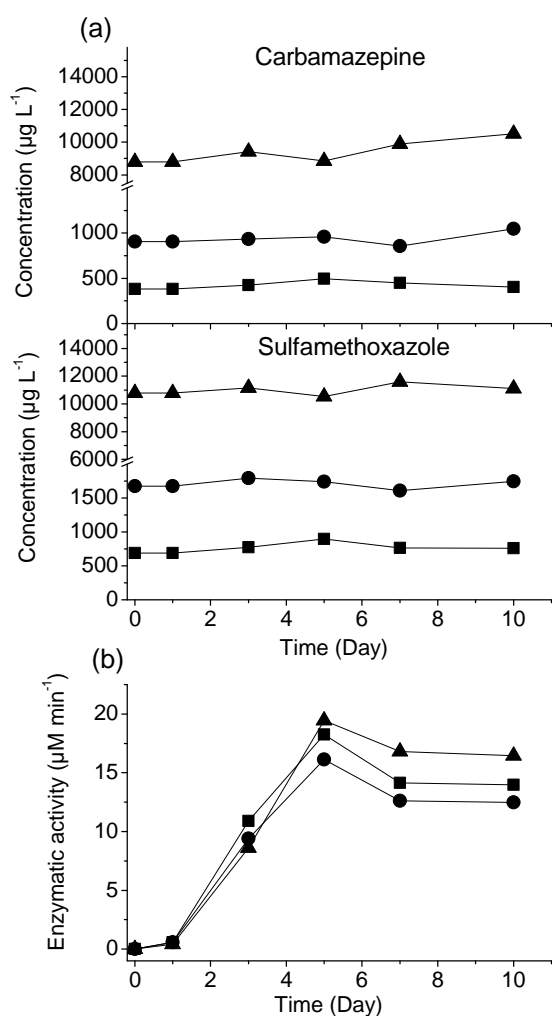 (a)
Carbamazepine
Concentration (µg L⁻¹)
14000
12000
10000
8000
1000
500
0
Sulfamethoxazole
Concentration (µg L⁻¹)
14000
12000
10000
8000
6000
1500
1000
500
0
0 2 4 6 8 10
Time (Day)
(b)
Enzymatic activity (µM min⁻¹)
20
15
10
5
0
0 2 4 6 8 10
Time (Day)